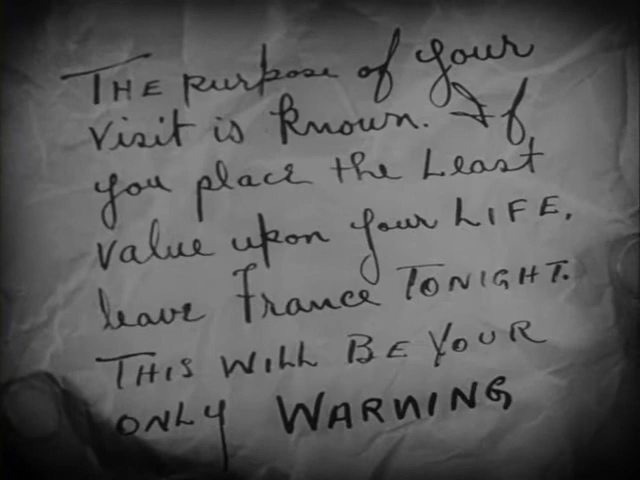 THE purpose of your
visit is known. If
you place the Least
value upon your LIFE,
leave France TONIGHT.
THIS WILL BE YOUR
ONLY WARNING